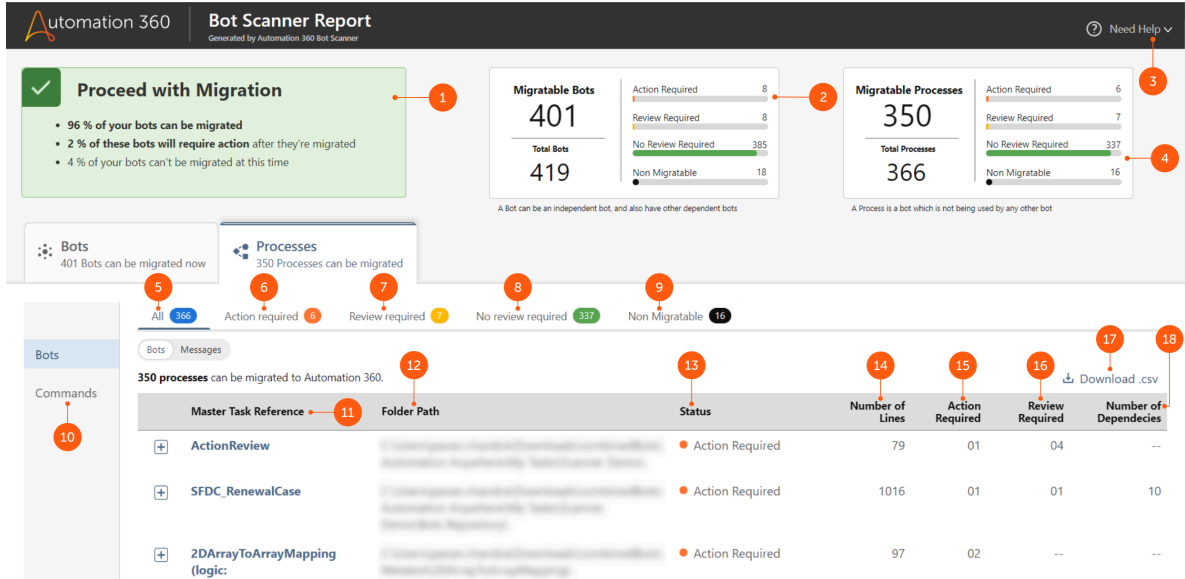 Automation 360
Bot Scanner Report
Generated by Automation 360 Bot Scanner
Need Help
3
Proceed with Migration
96 % of your bots can be migrated
2 % of these bots will require action after they're migrated
4 % of your bots can't be migrated at this time
1
Migratable Bots
401
Total Bots
419
Action Required 8
Review Required 8
No Review Required 385
Non Migratable 18
2
A Bot can be an independent bot, and also have other dependent bots
Migratable Processes
350
Total Processes
366
Action Required 6
Review Required 7
No Review Required 337
Non Migratable 16
4
A Process is a bot which is not being used by any other bot
Bots
401 Bots can be migrated now
Processes
350 Processes can be migrated
5 6 7 8 9
All 366 Action required 6 Review required 7 No review required 337 Non Migratable 16
Bots
Commands
10
Bots Messages
350 processes can be migrated to Automation 360.
12 13 14 15 16 17 18
Download .csv
Master Task Reference 11 Folder Path Status Number of Lines Action Required Review Required Number of Dependecies
ActionReview Action Required 79 01 04 --
SFDC_RenewalCase Action Required 1016 01 01 10
2DArrayToArrayMapping Action Required 97 02 -- --
(logic: